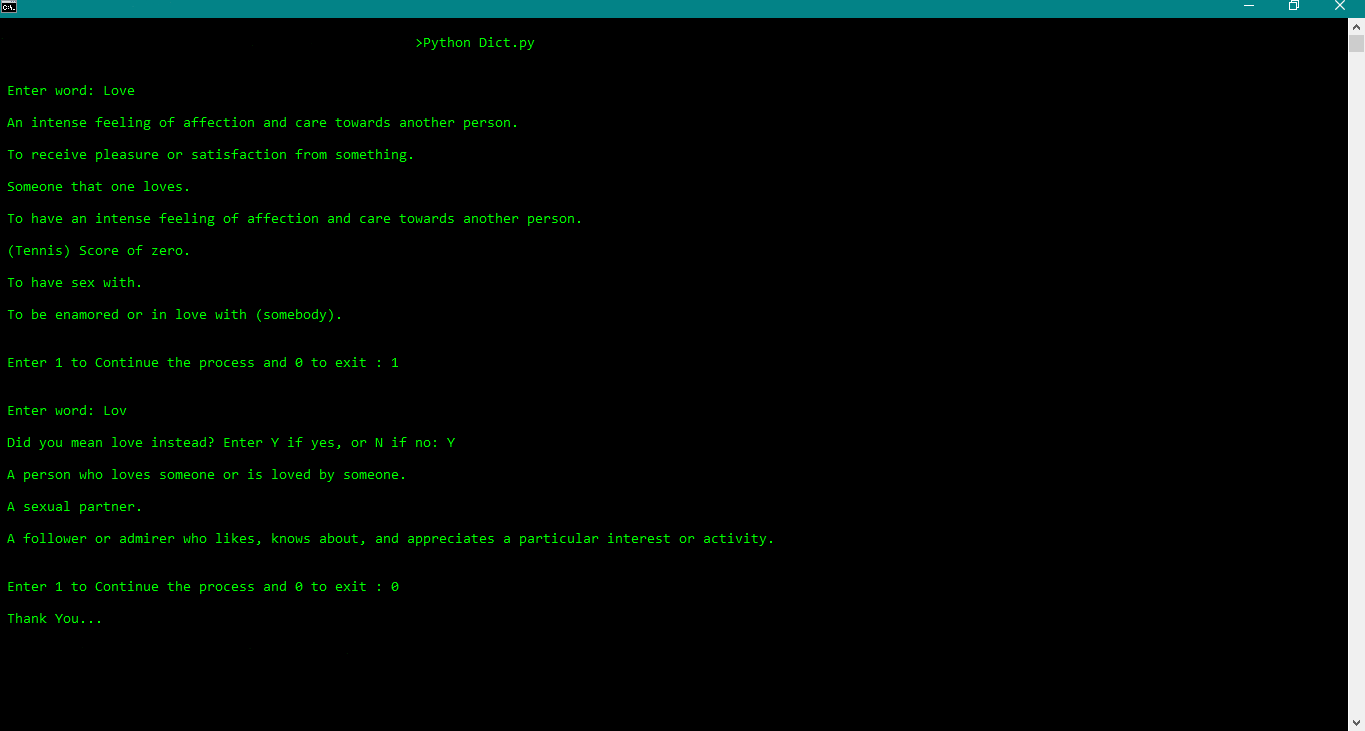 >Python Dict.py
Enter word: Love
An intense feeling of affection and care towards another person.
To receive pleasure or satisfaction from something.
Someone that one loves.
To have an intense feeling of affection and care towards another person.
(Tennis) Score of zero.
To have sex with.
To be enamored or in love with (somebody).
Enter 1 to Continue the process and 0 to exit : 1
Enter word: Lov
Did you mean love instead? Enter Y if yes, or N if no: Y
A person who loves someone or is loved by someone.
A sexual partner.
A follower or admirer who likes, knows about, and appreciates a particular interest or activity.
Enter 1 to Continue the process and 0 to exit : 0
Thank You...